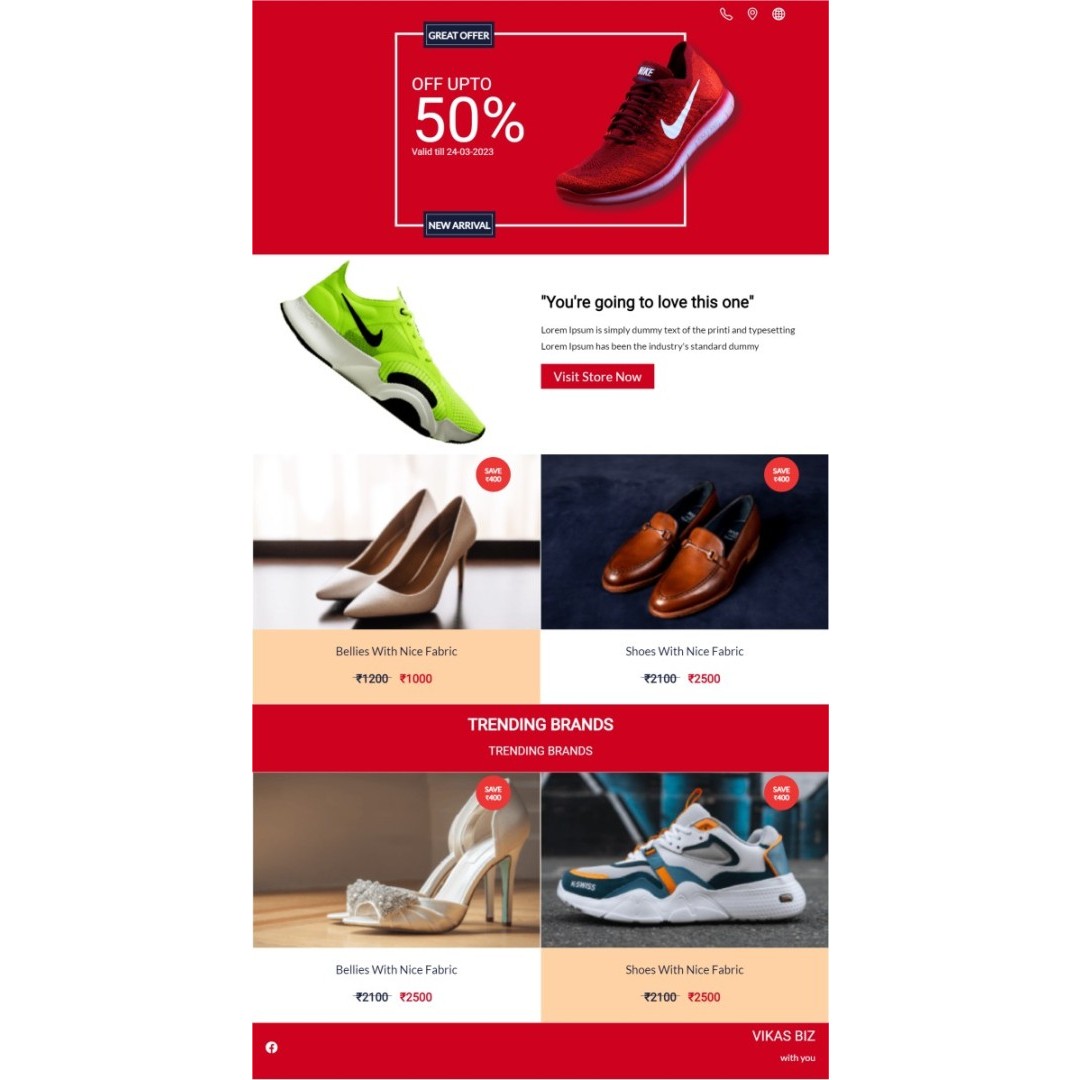 GREAT OFFER
OFF UPTO
50%
Valid till 24-03-2023
NEW ARRIVAL
NIKE
"You're going to love this one"
Lorem Ipsum is simply dummy text of the printi and typesetting
Lorem Ipsum has been the industry's standard dummy
Visit Store Now
SAVE
₹400
SAVE
₹400
Bellies With Nice Fabric
₹1200 ₹1000
Shoes With Nice Fabric
₹2100 ₹2500
TRENDING BRANDS
TRENDING BRANDS
SAVE
₹400
SAVE
₹400
K·SWISS
Bellies With Nice Fabric
₹2100 ₹2500
Shoes With Nice Fabric
₹2100 ₹2500
VIKAS BIZ
with you